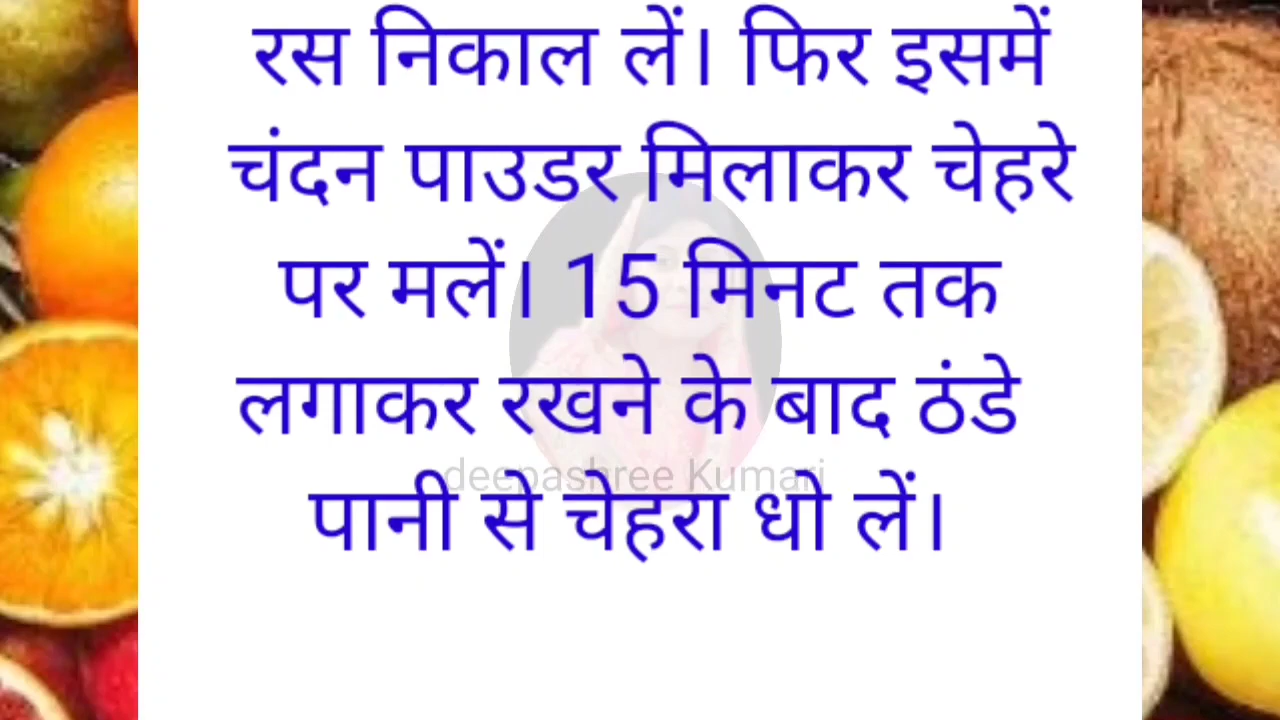 रस निकाल लें। फिर इसमें
चंदन पाउडर मिलाकर चेहरे
पर मलें। 15 मिनट तक
लगाकर रखने के बाद ठंडे
deepashree Kumari
पानी से चेहरा धो लें।